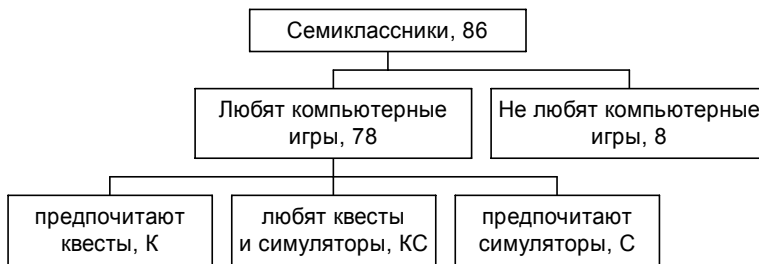 Семиклассники, 86
Любят компьютерные
игры, 78
Не любят компьютерные
игры, 8
предпочитают
квесты, К
любят квесты
и симуляторы, КС
предпочитают
симуляторы, С